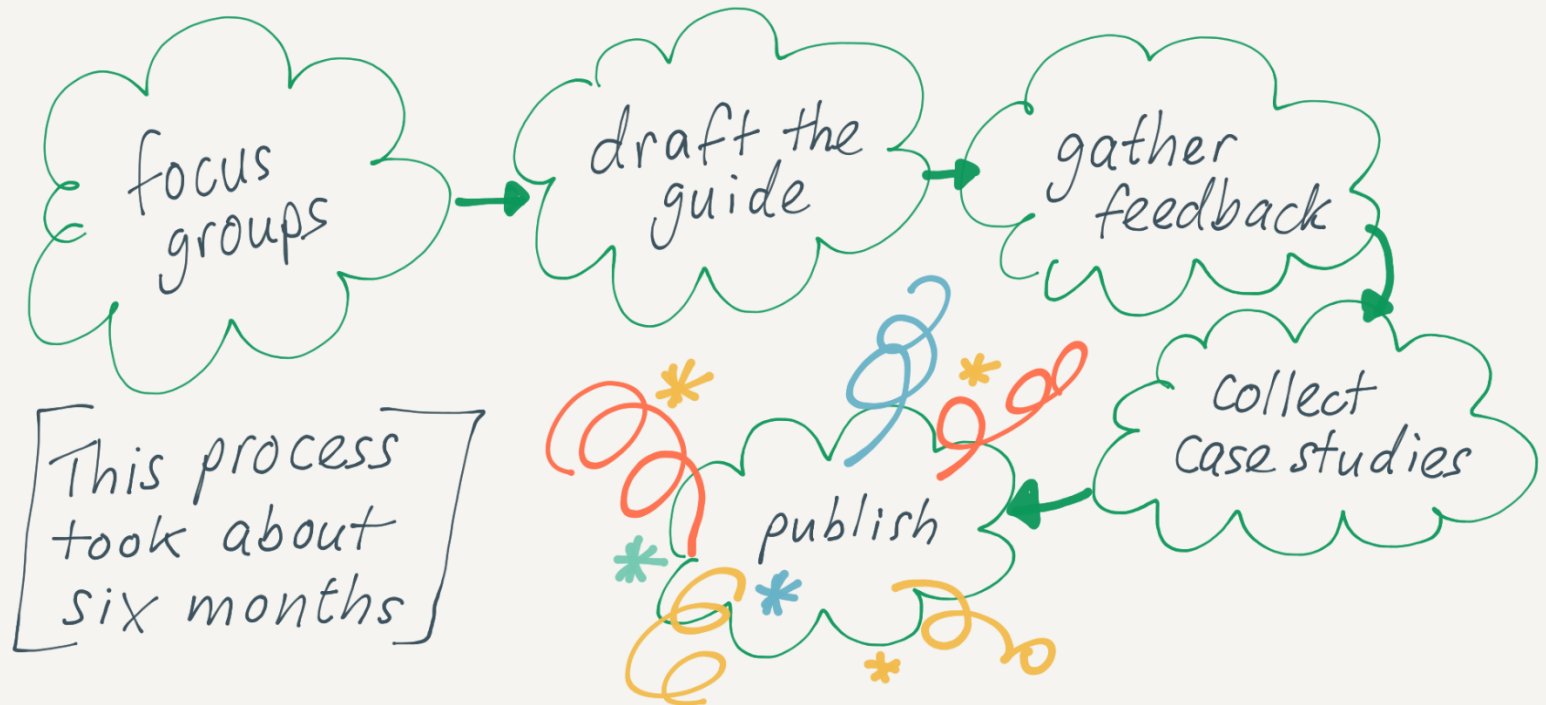 focus
groups
draft the
guide
gather
feedback
collect
case studies
publish
This process
took about
six months